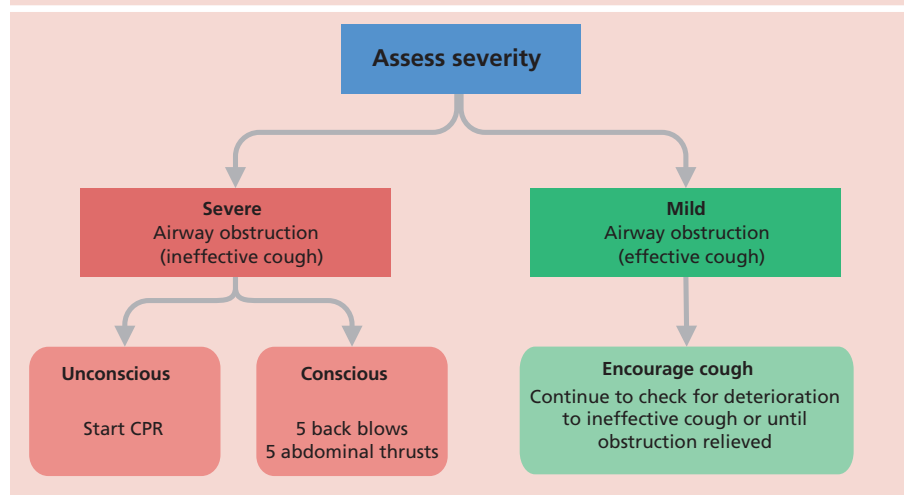 Assess severity
Severe
Airway obstruction
(ineffective cough)
Mild
Airway obstruction
(effective cough)
Unconscious
Start CPR
Conscious
5 back blows
5 abdominal thrusts
Encourage cough
Continue to check for deterioration
to ineffective cough or until
obstruction relieved